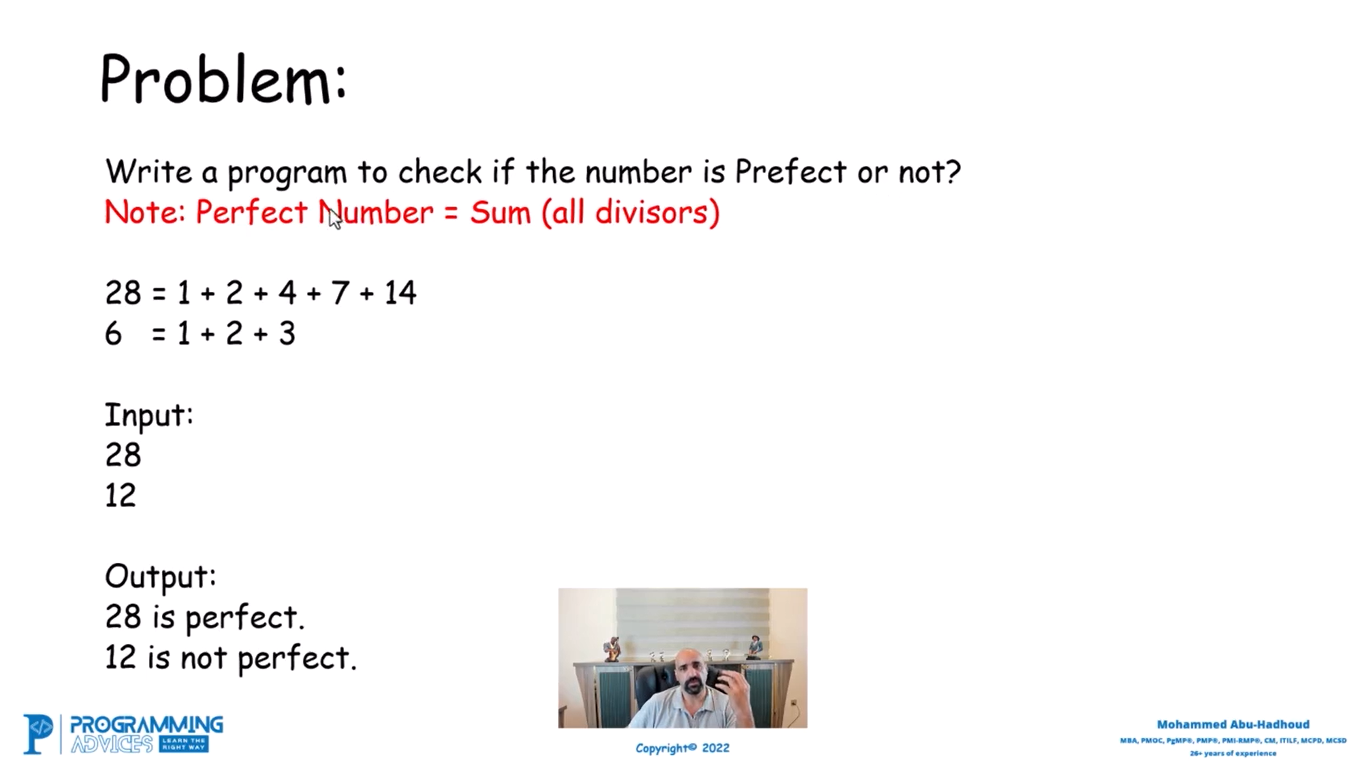 Problem:
Write a program to check if the number is Prefect or not?
Note: Perfect Number = Sum (all divisors)
28 = 1 + 2 + 4 + 7 + 14
6 = 1 + 2 + 3
Input:
28
12
Output:
28 is perfect.
12 is not perfect.
PROGRAMMING
ADVICES LEARN THE
RIGHT WAY
Copyright© 2022
Mohammed Abu-Hadhoud
MBA, PMOC, PgMP®, PMP®, PMI-RMP®, CM, ITILF, MCPD, MCSD
26+ years of experience